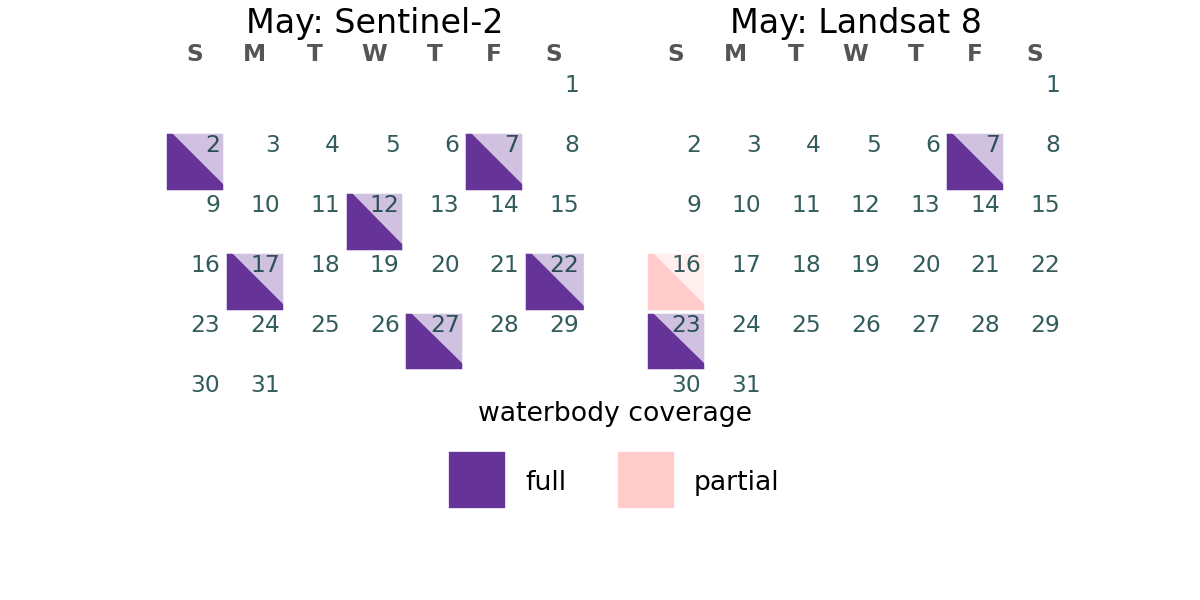 May: Sentinel-2
S M T W T F S
1
2 3 4 5 6 7 8
9 10 11 12 13 14 15
16 17 18 19 20 21 22
23 24 25 26 27 28 29
30 31
May: Landsat 8
S M T W T F S
1
2 3 4 5 6 7 8
9 10 11 12 13 14 15
16 17 18 19 20 21 22
23 24 25 26 27 28 29
30 31
waterbody coverage
full
partial